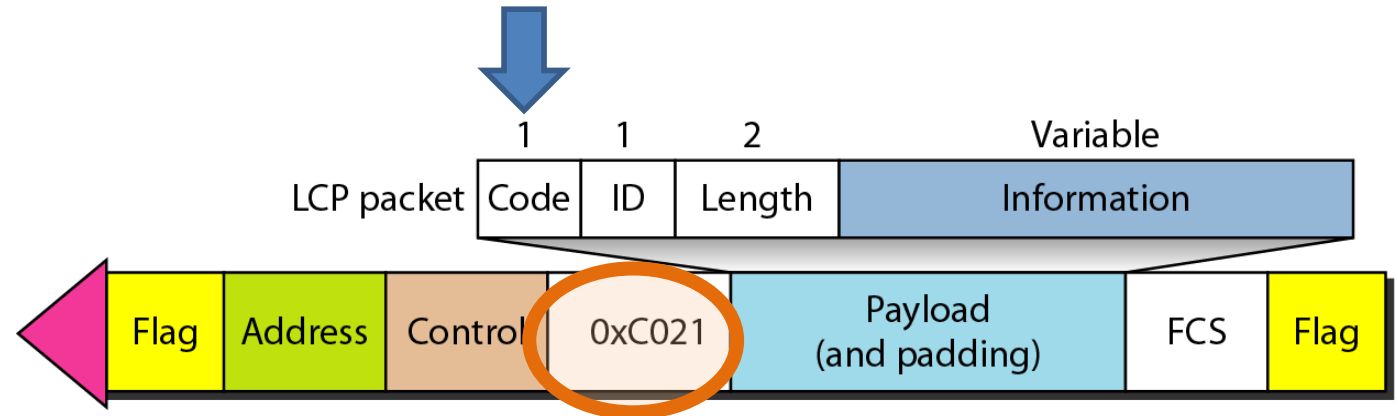 1 1 2 Variable
LCP packet Code ID Length Information
Flag Address Control 0xC021 Payload (and padding) FCS Flag